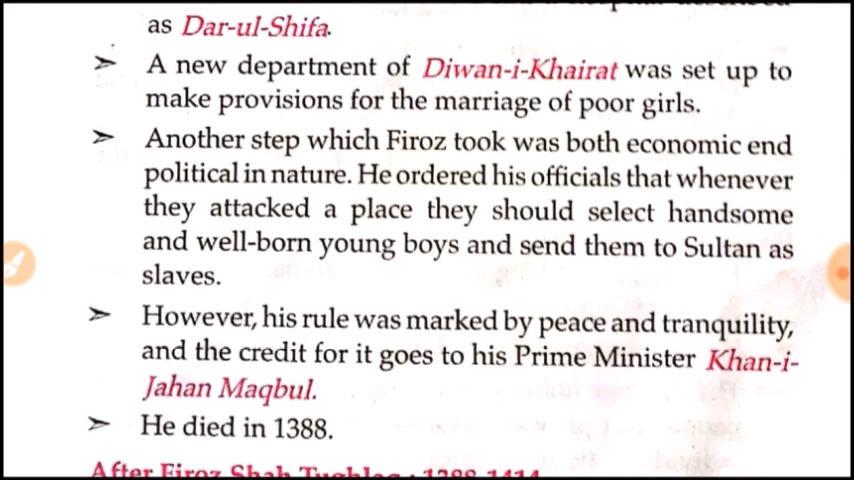 as Dar-ul-Shifa.
➢ A new department of Diwan-i-Khairat was set up to
make provisions for the marriage of poor girls.
➢ Another step which Firoz took was both economic end
political in nature. He ordered his officials that whenever
they attacked a place they should select handsome
and well-born young boys and send them to Sultan as
slaves.
➢ However, his rule was marked by peace and tranquility,
and the credit for it goes to his Prime Minister Khan-i-
Jahan Maqbul.
➢ He died in 1388.
After Firoz Shah Tughlaq : 1388-1414